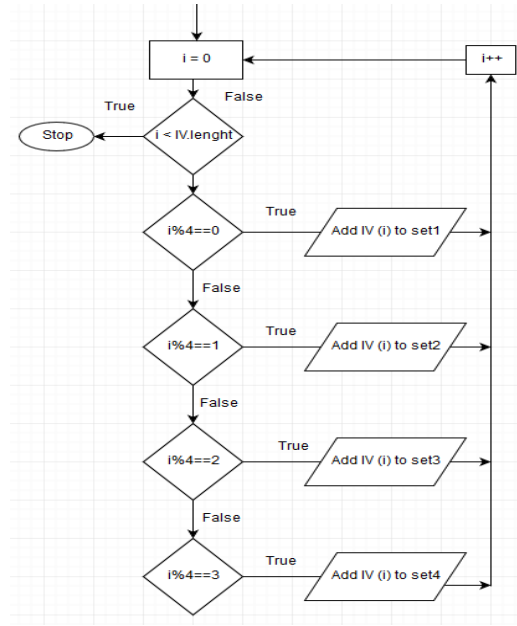 i = 0
i++
True
False
Stop
i < IV.lenght
i%4==0
True
Add IV (i) to set1
False
i%4==1
True
Add IV (i) to set2
False
i%4==2
True
Add IV (i) to set3
False
i%4==3
True
Add IV (i) to set4